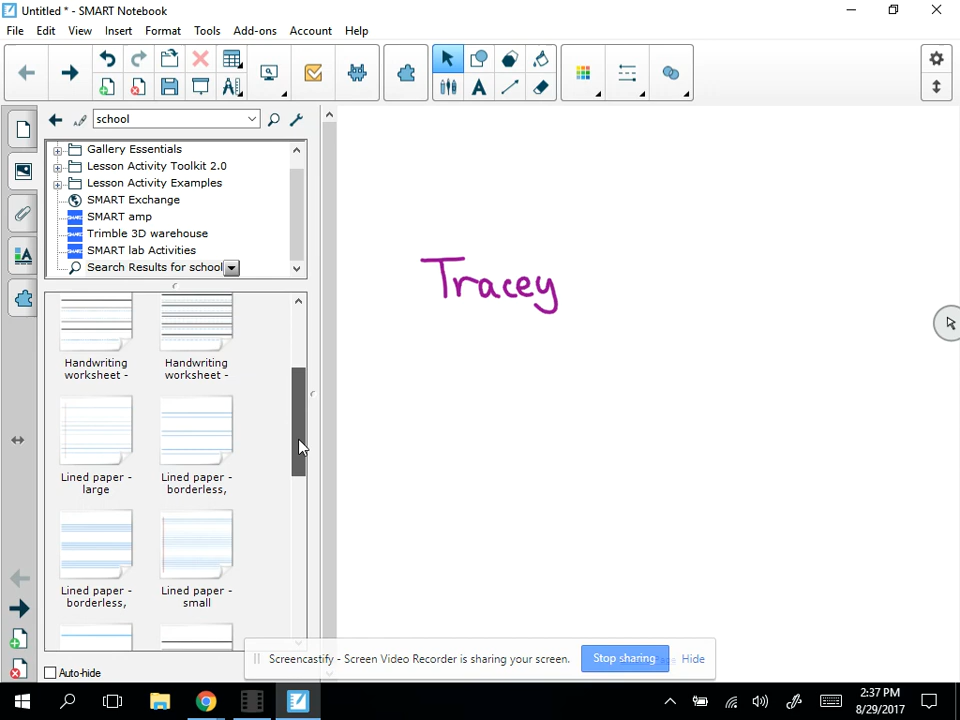 Untitled * - SMART Notebook
File Edit View Insert Format Tools Add-ons Account Help
school
Gallery Essentials
Lesson Activity Toolkit 2.0
Lesson Activity Examples
SMART Exchange
SMART amp
Trimble 3D warehouse
SMART lab Activities
Search Results for school
Tracey
Handwriting worksheet -
Handwriting worksheet -
Lined paper - large
Lined paper - borderless,
Lined paper - borderless,
Lined paper - small
Screencastify - Screen Video Recorder is sharing your screen. Stop sharing Hide
Auto-hide
2:37 PM
8/29/2017